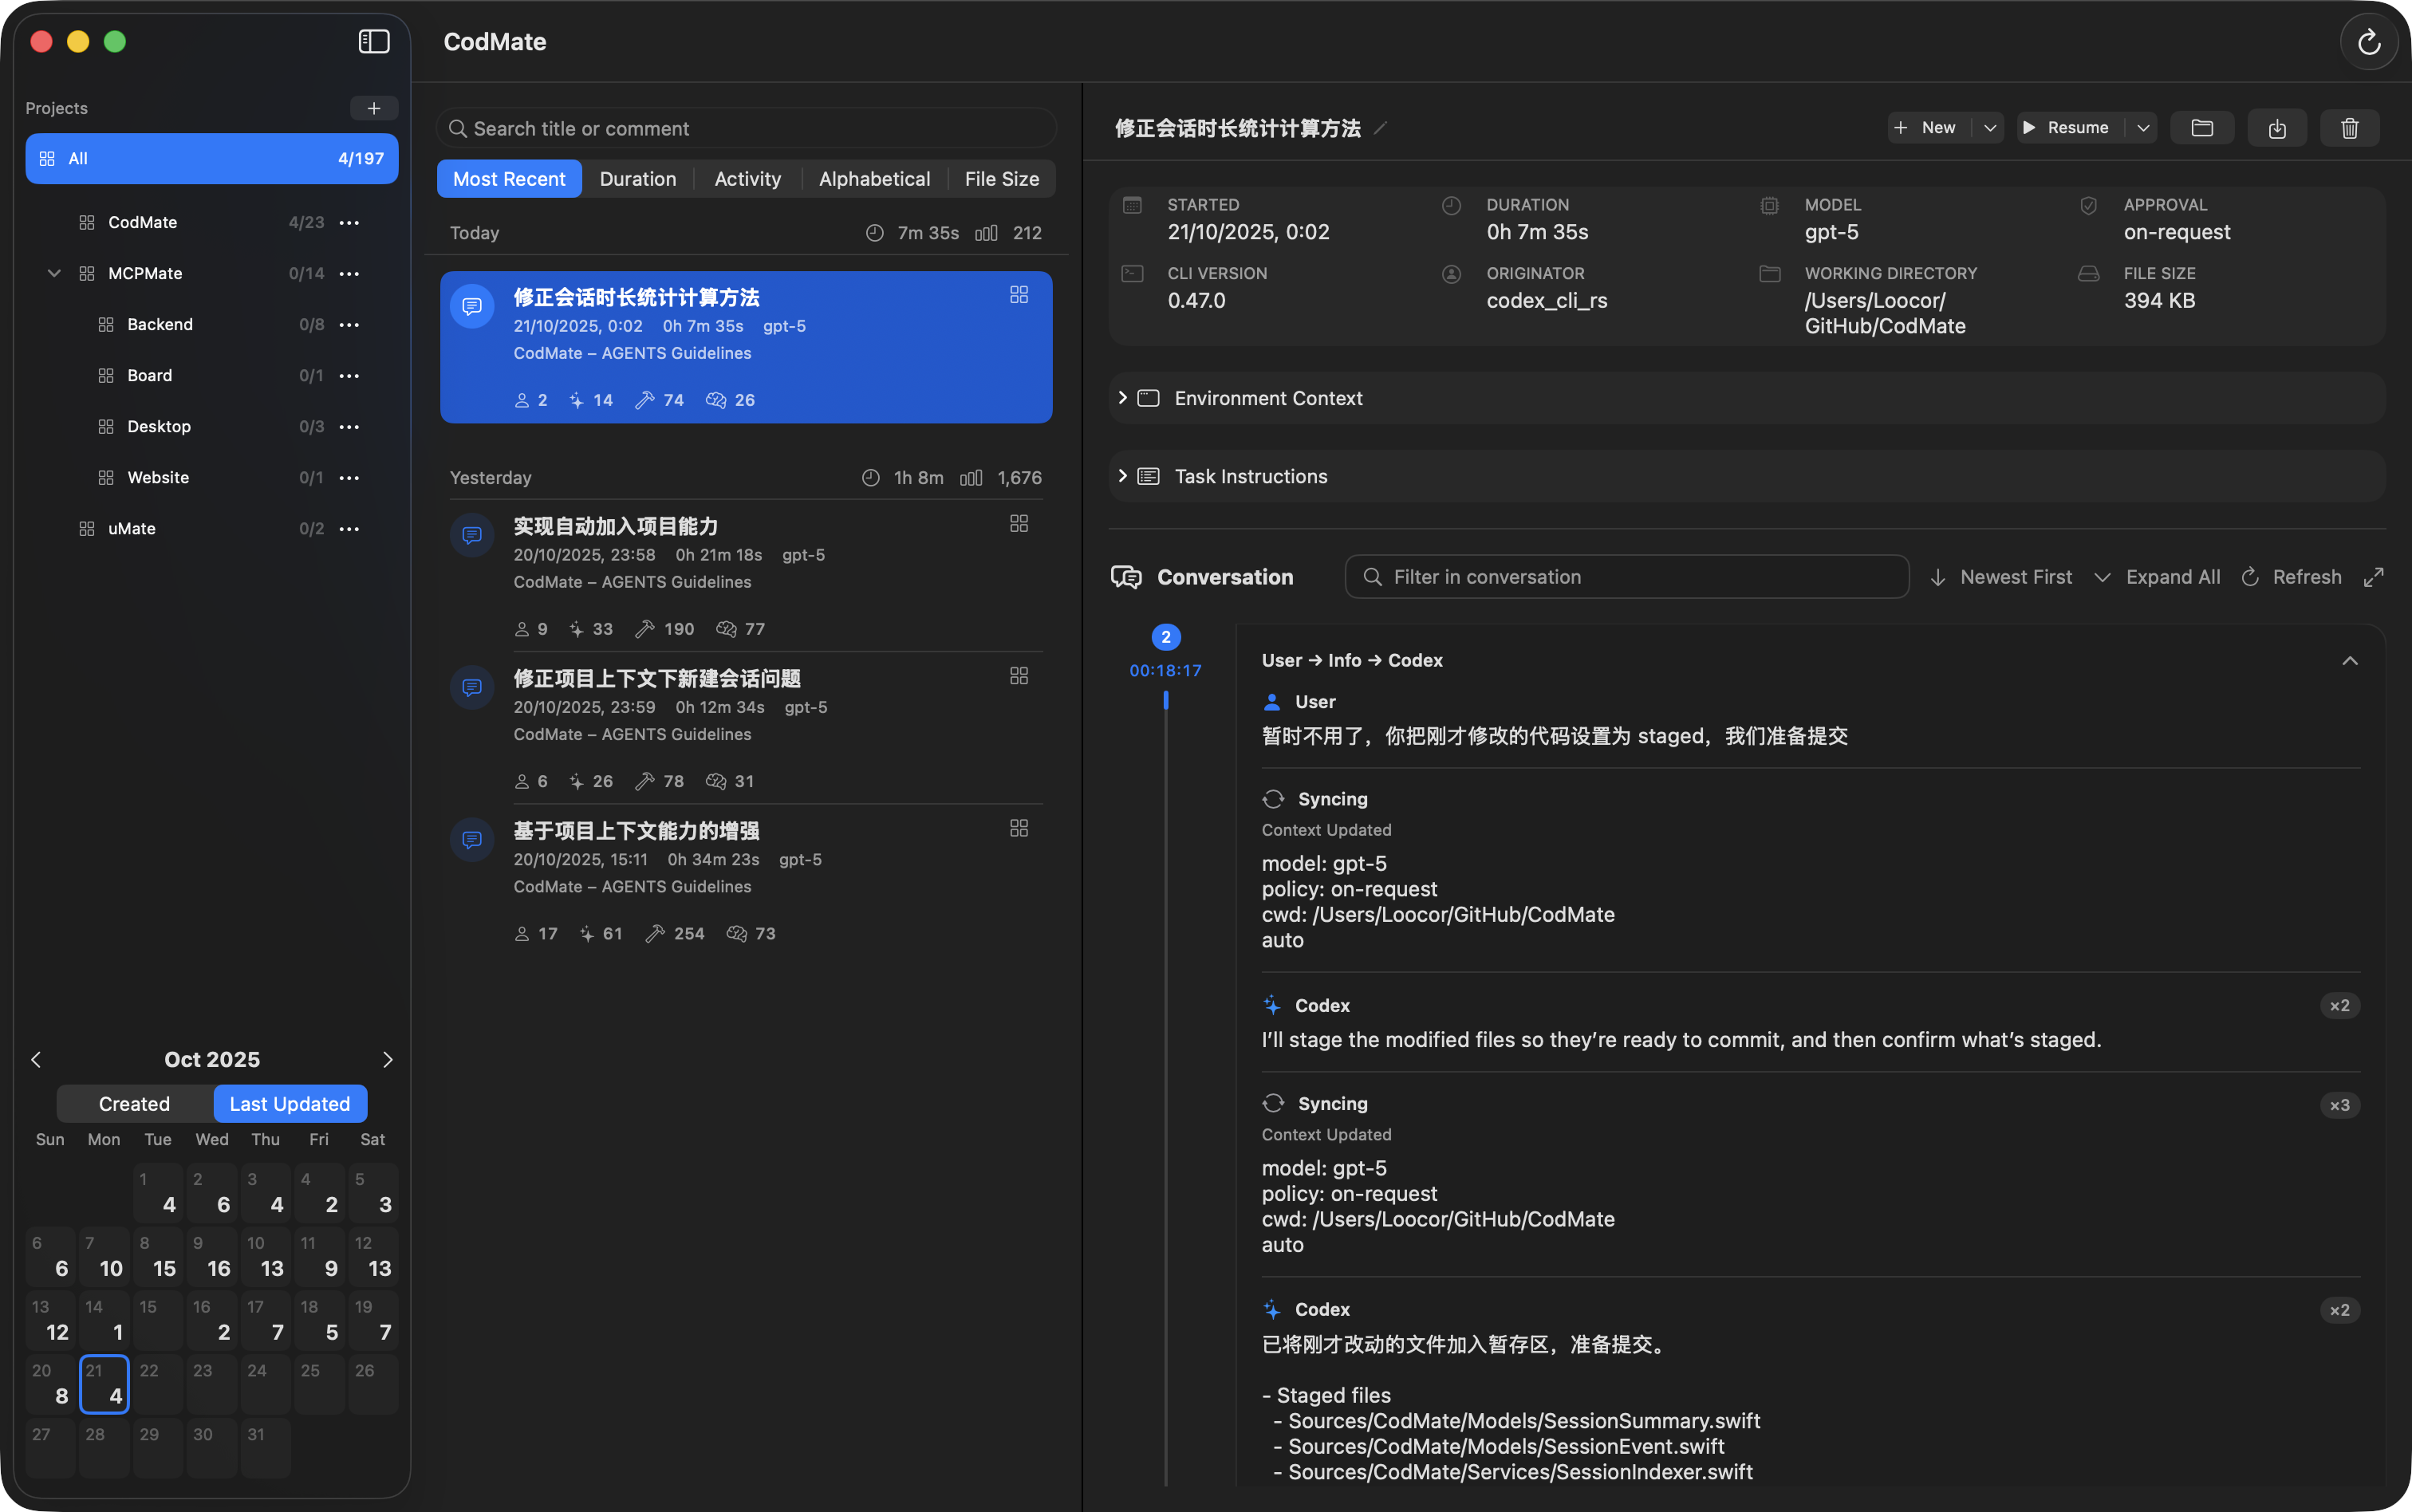 CodMate
Projects
All 4/197
CodMate 4/23
MCPMate 0/14
Backend 0/8
Board 0/1
Desktop 0/3
Website 0/1
uMate 0/2
Oct 2025
Created Last Updated
Sun Mon Tue Wed Thu Fri Sat
1 2 3 4 5
4 6 4 2 3
6 7 8 9 10 11 12
6 10 15 16 13 9 13
13 14 15 16 17 18 19
12 1 2 7 5 7
20 21 22 23 24 25 26
8 4
27 28 29 30 31
Search title or comment
Most Recent Duration Activity Alphabetical File Size
Today 7m 35s 212
修正会话时长统计计算方法
21/10/2025, 0:02 0h 7m 35s gpt-5
CodMate – AGENTS Guidelines
2 14 74 26
Yesterday 1h 8m 1,676
实现自动加入项目能力
20/10/2025, 23:58 0h 21m 18s gpt-5
CodMate – AGENTS Guidelines
9 33 190 77
修正项目上下文下新建会话问题
20/10/2025, 23:59 0h 12m 34s gpt-5
CodMate – AGENTS Guidelines
6 26 78 31
基于项目上下文能力的增强
20/10/2025, 15:11 0h 34m 23s gpt-5
CodMate – AGENTS Guidelines
17 61 254 73
修正会话时长统计计算方法
New Resume
STARTED DURATION MODEL APPROVAL
21/10/2025, 0:02 0h 7m 35s gpt-5 on-request
CLI VERSION ORIGINATOR WORKING DIRECTORY FILE SIZE
0.47.0 codex_cli_rs /Users/Loocor/ 394 KB
GitHub/CodMate
Environment Context
Task Instructions
Conversation Filter in conversation Newest First Expand All Refresh
2
00:18:17
User → Info → Codex
User
暂时不用了，你把刚才修改的代码设置为 staged，我们准备提交
Syncing
Context Updated
model: gpt-5
policy: on-request
cwd: /Users/Loocor/GitHub/CodMate
auto
Codex ×2
I’ll stage the modified files so they’re ready to commit, and then confirm what’s staged.
Syncing ×3
Context Updated
model: gpt-5
policy: on-request
cwd: /Users/Loocor/GitHub/CodMate
auto
Codex ×2
已将刚才改动的文件加入暂存区，准备提交。
- Staged files
- Sources/CodMate/Models/SessionSummary.swift
- Sources/CodMate/Models/SessionEvent.swift
- Sources/CodMate/Services/SessionIndexer.swift